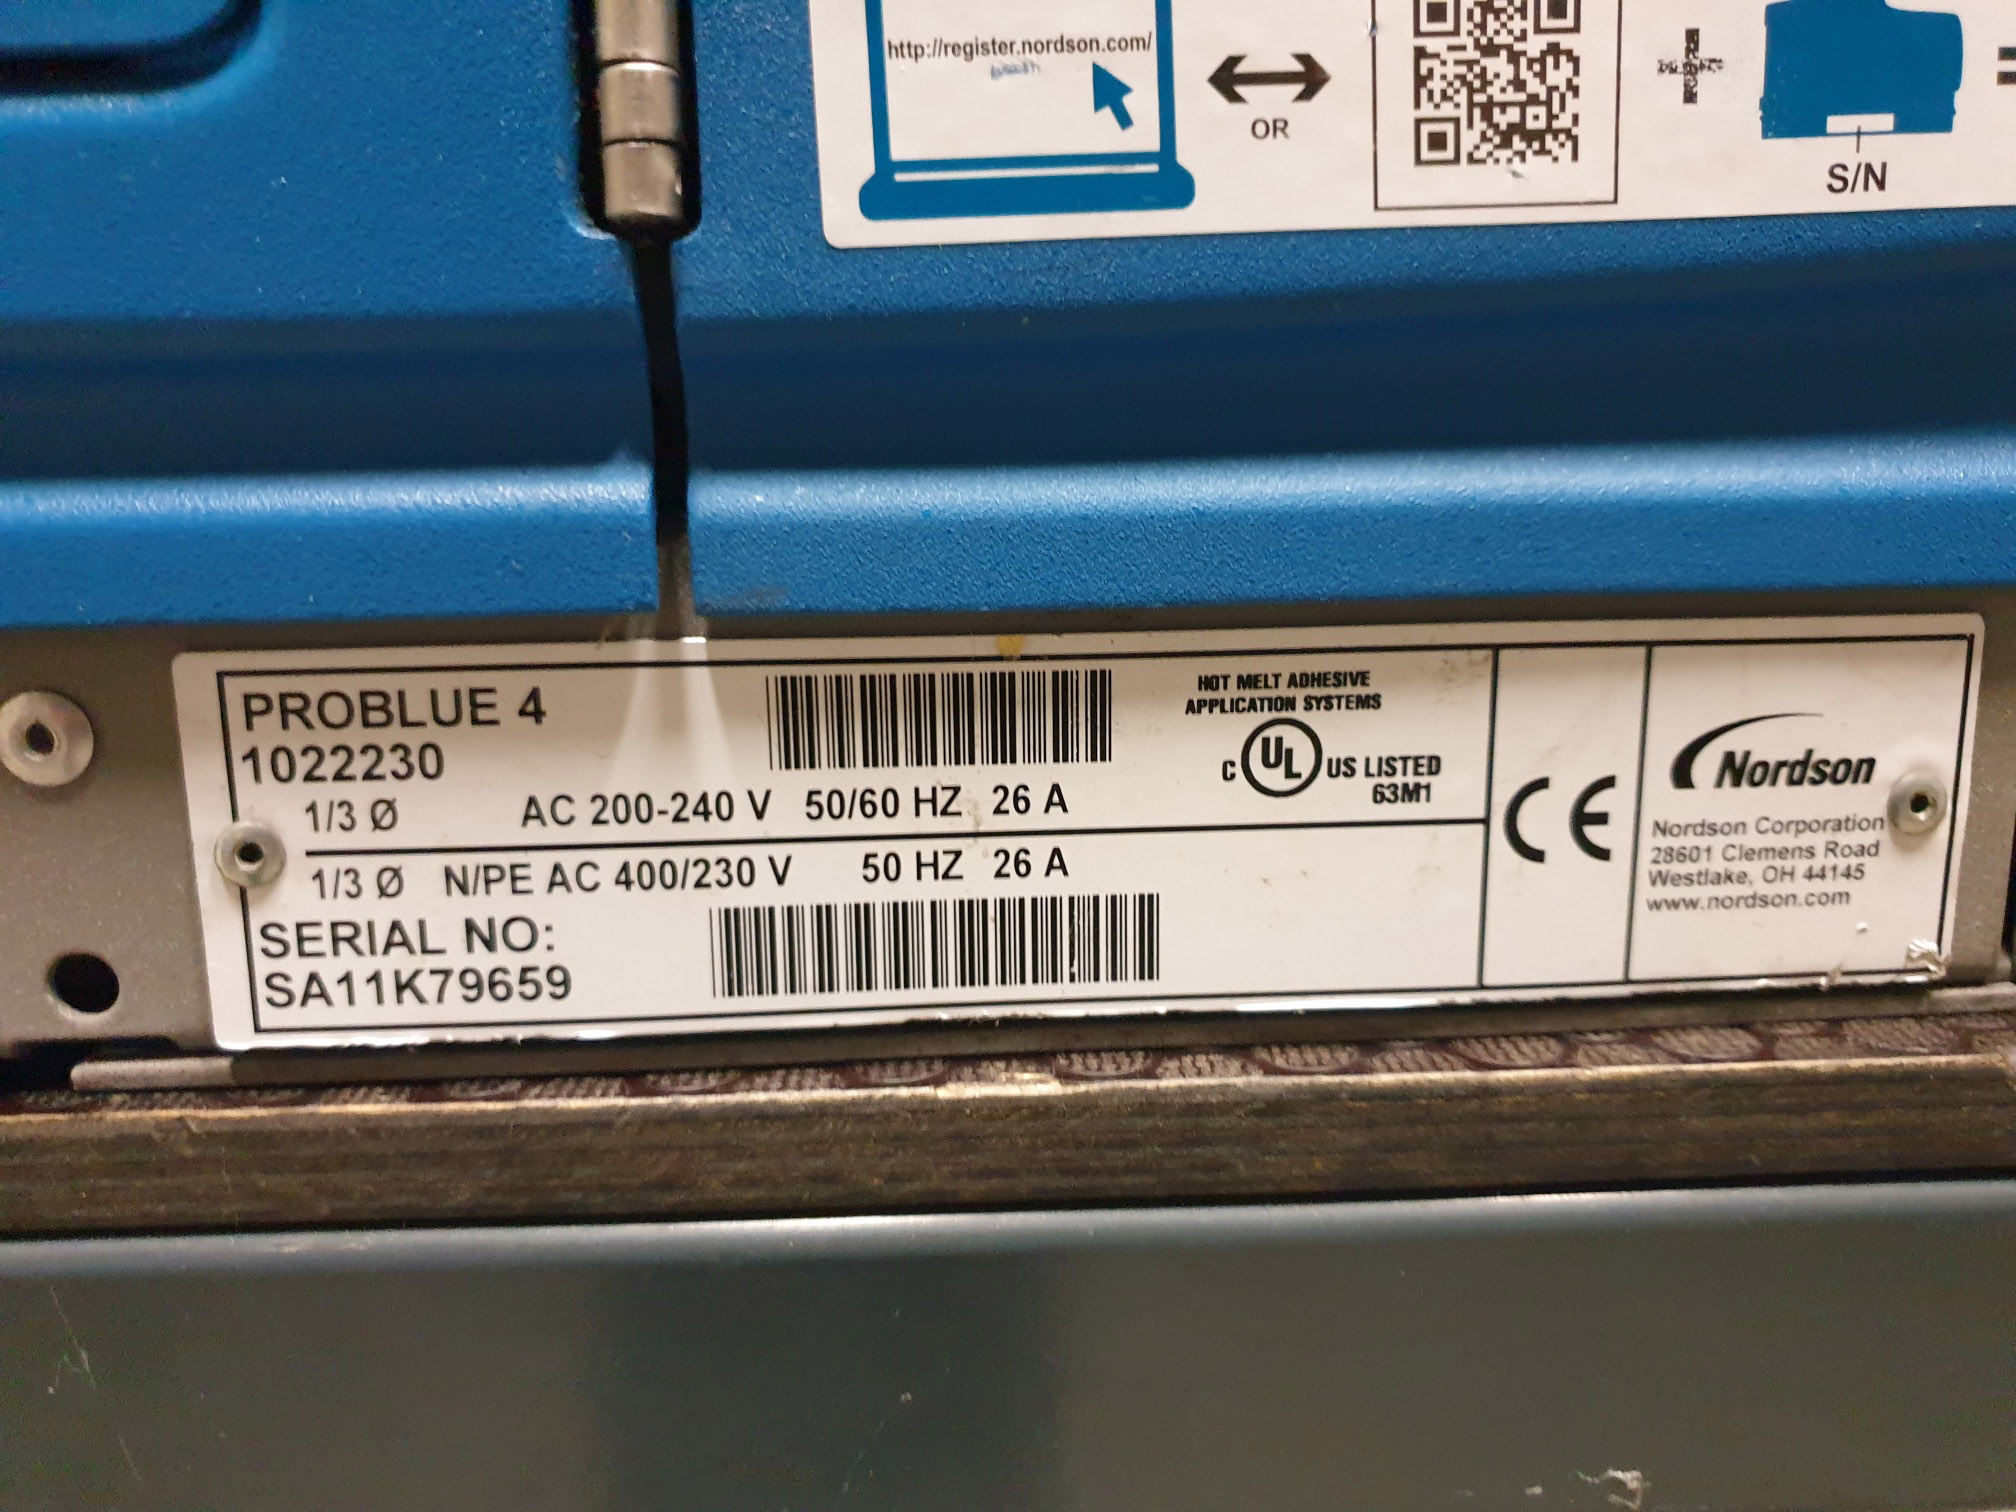 http://register.nordson.com/
OR
S/N
PROBLUE 4
1022230
1/3 Ø AC 200-240 V 50/60 HZ 26 A
1/3 Ø N/PE AC 400/230 V 50 HZ 26 A
SERIAL NO:
SA11K79659
HOT MELT ADHESIVE
APPLICATION SYSTEMS
C UL US LISTED
63M1
CE
Nordson
Nordson Corporation
28601 Clemens Road
Westlake, OH 44145
www.nordson.com